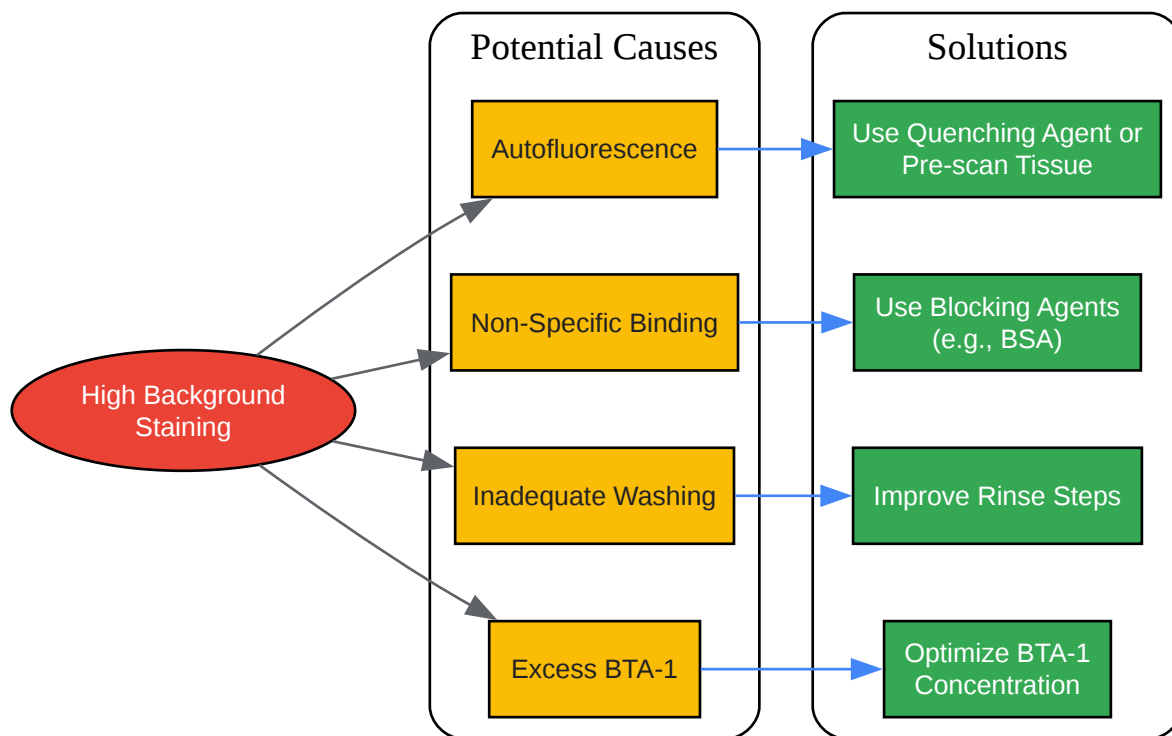 Potential Causes
Solutions
Autofluorescence
Use Quenching Agent or
Pre-scan Tissue
Non-Specific Binding
Use Blocking Agents
(e.g., BSA)
High Background
Staining
Inadequate Washing
Improve Rinse Steps
Excess BTA-1
Optimize BTA-1
Concentration